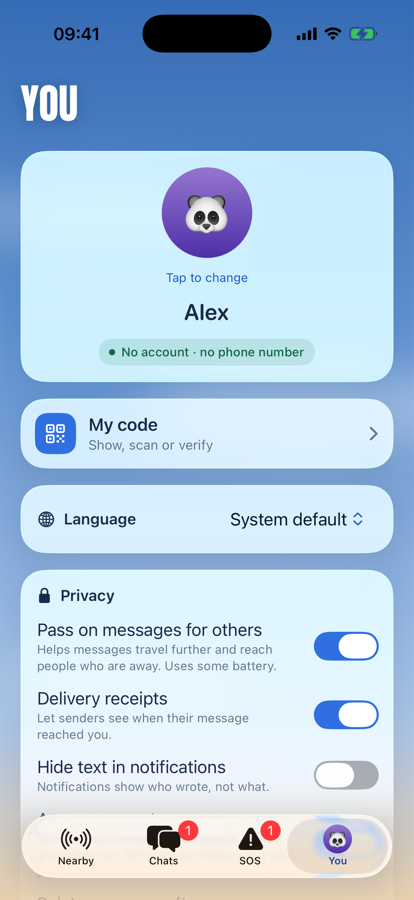 09:41
YOU
Tap to change
Alex
No account · no phone number
My code
Show, scan or verify
Language
System default
Privacy
Pass on messages for others
Helps messages travel further and reach
people who are away. Uses some battery.
Delivery receipts
Let senders see when their message
reached you.
Hide text in notifications
Notifications show who wrote, not what.
1
1
Nearby
Chats
SOS
You